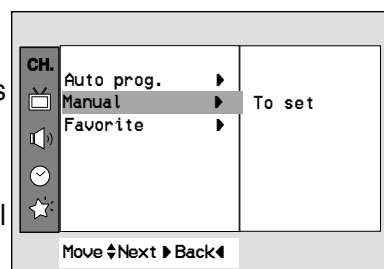 s
l
CH.
Auto prog. ▶
Manual ▶ To set
Favorite ▶
Move ▲▼ Next ▶ Back ◀